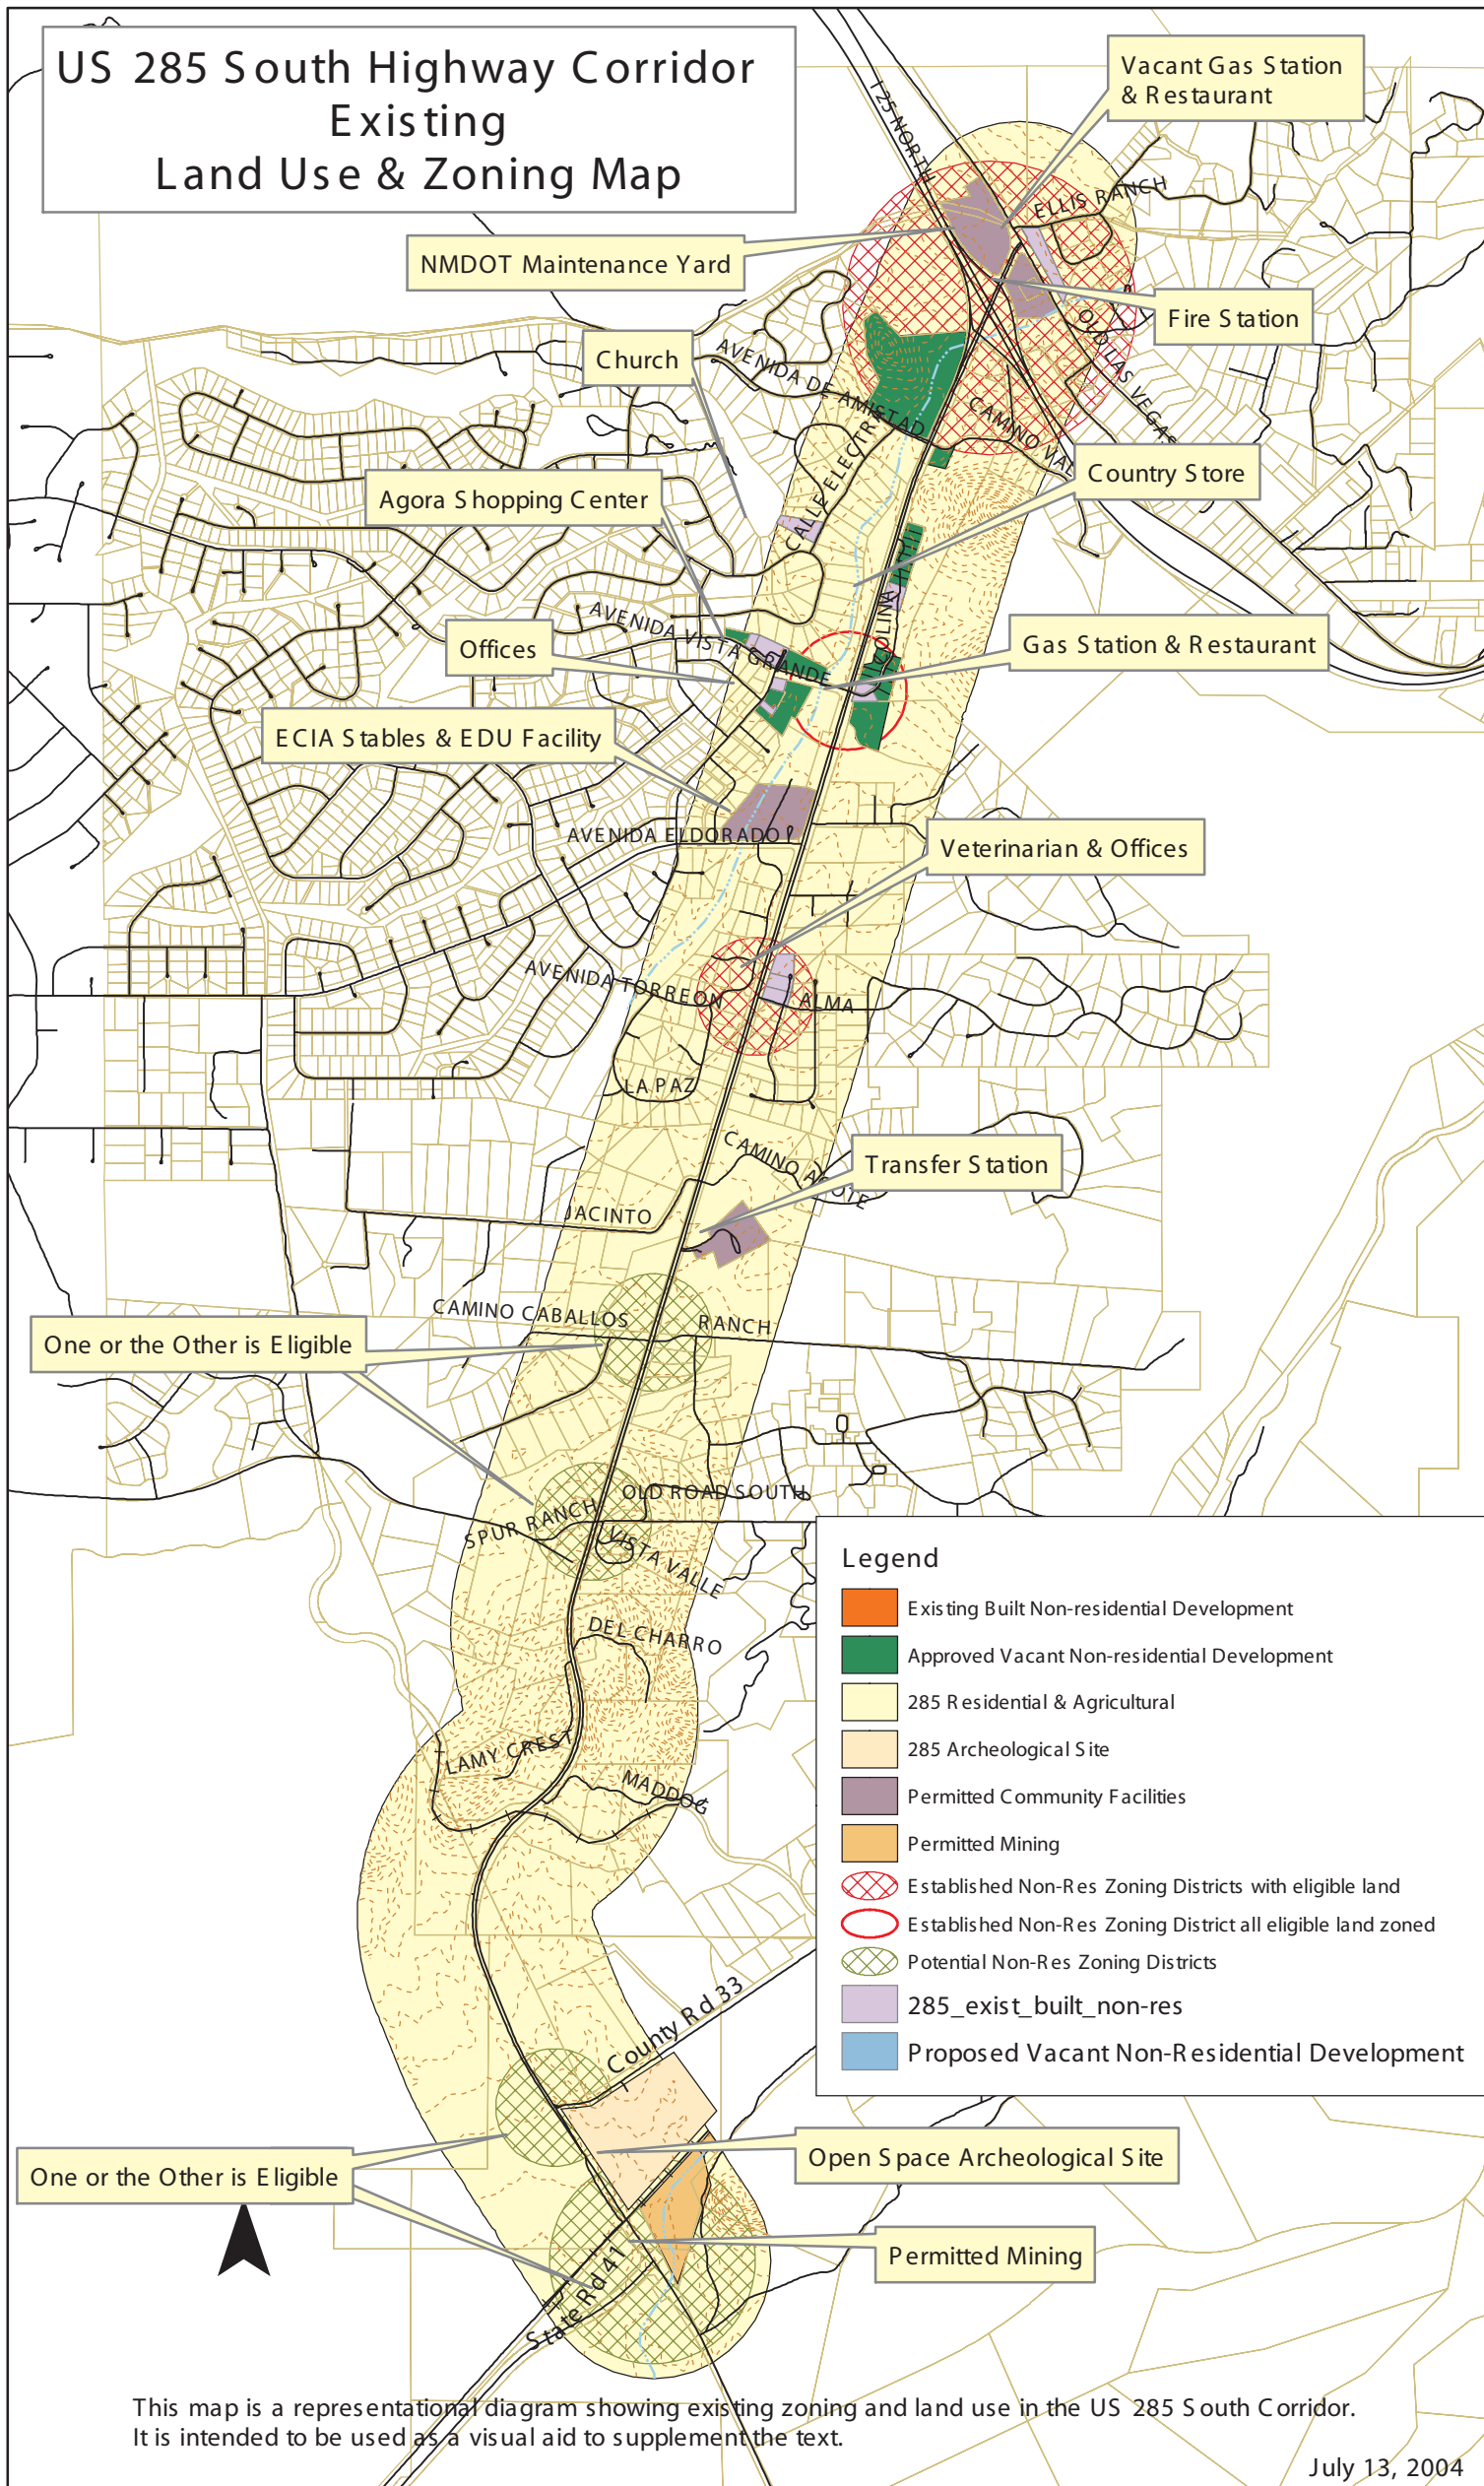 US 285 South Highway Corridor
Existing
Land Use & Zoning Map
Vacant Gas Station
& Restaurant
I 25 NORTH
ELLIS RANCH
NMDOT Maintenance Yard
Fire Station
Church
OLD LAS VEGAS
AVENIDA DE AMISTAD
CAMINO VAL
Country Store
Agora Shopping Center
CALLE ELECTR
COLINA
AVENIDA VISTA GRANDE
Offices
Gas Station & Restaurant
ECIA Stables & EDU Facility
AVENIDA ELDORADO
Veterinarian & Offices
AVENIDA TORREON
ALMA
LA PAZ
CAMINO ACOTE
Transfer Station
JACINTO
CAMINO CABALLOS
RANCH
One or the Other is Eligible
OLD ROAD SOUTH
SPUR RANCH
VISTA VALLE
DEL CHARRO
LAMY CREST
MADDOG
Legend
Existing Built Non-residential Development
Approved Vacant Non-residential Development
285 Residential & Agricultural
285 Archeological Site
Permitted Community Facilities
Permitted Mining
Established Non-Res Zoning Districts with eligible land
Established Non-Res Zoning District all eligible land zoned
Potential Non-Res Zoning Districts
285_exist_built_non-res
Proposed Vacant Non-Residential Development
County Rd 33
Open Space Archeological Site
One or the Other is Eligible
Permitted Mining
State Rd 41
This map is a representational diagram showing existing zoning and land use in the US 285 South Corridor.
It is intended to be used as a visual aid to supplement the text.
July 13, 2004